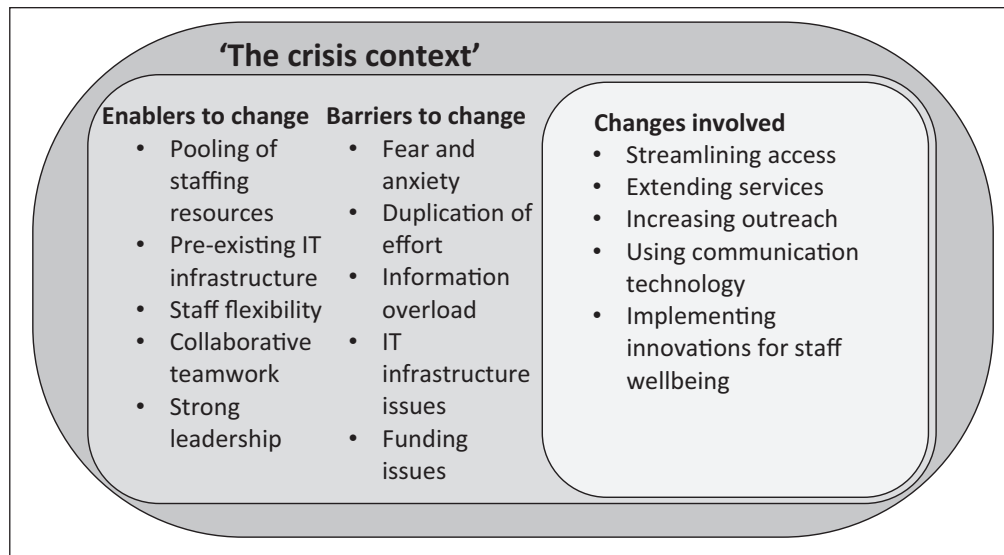 ‘The crisis context’
Enablers to change
• Pooling of
staffing
resources
• Pre-existing IT
infrastructure
• Staff flexibility
• Collaborative
teamwork
• Strong
leadership
Barriers to change
• Fear and
anxiety
• Duplication of
effort
• Information
overload
• IT
infrastructure
issues
• Funding
issues
Changes involved
• Streamlining access
• Extending services
• Increasing outreach
• Using communication
technology
• Implementing
innovations for staff
wellbeing